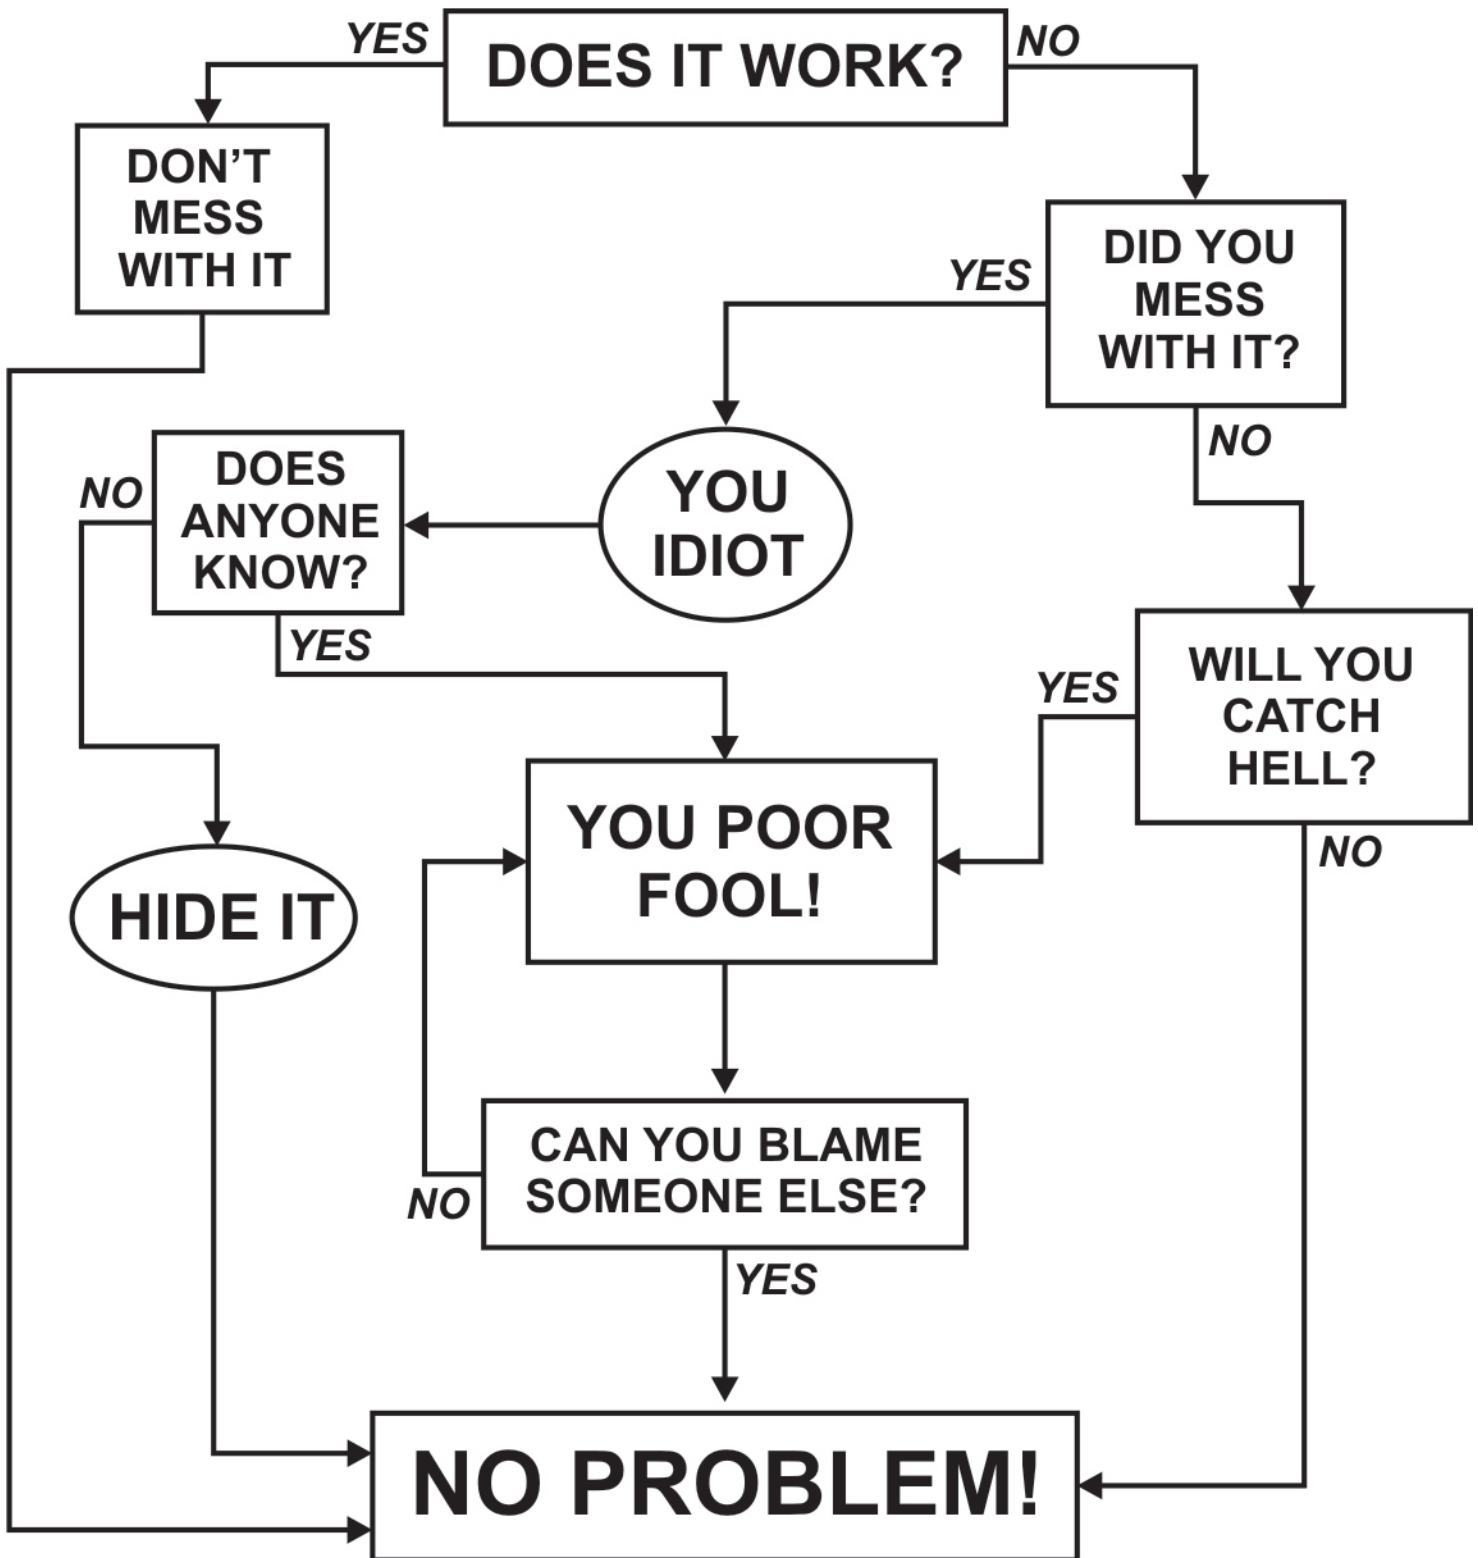 YES
DOES IT WORK?
NO
DON'T
MESS
WITH IT
DID YOU
MESS
WITH IT?
YES
NO
YOU
IDIOT
DOES
ANYONE
KNOW?
NO
YES
WILL YOU
CATCH
HELL?
YES
NO
YOU POOR
FOOL!
HIDE IT
CAN YOU BLAME
SOMEONE ELSE?
NO
YES
NO PROBLEM!